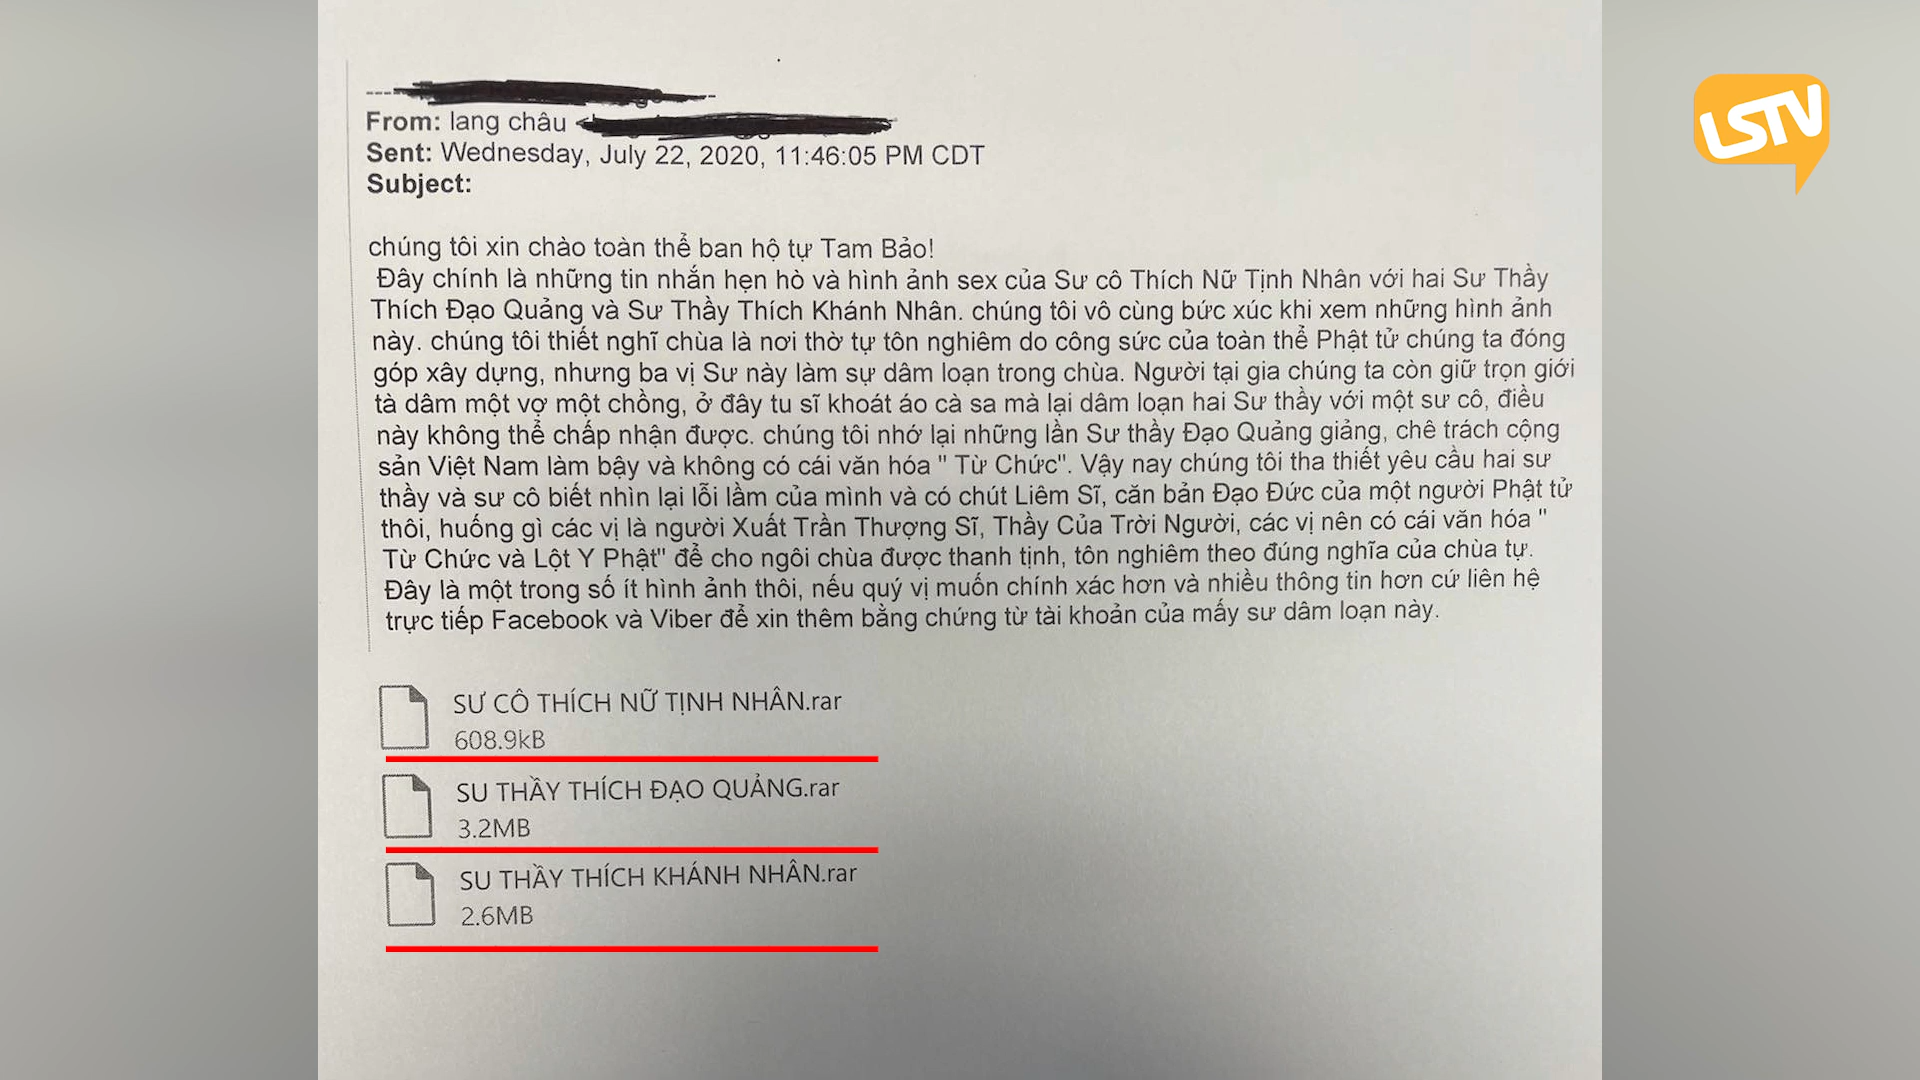 LSTV
From: lang châu
Sent: Wednesday, July 22, 2020, 11:46:05 PM CDT
Subject:
chúng tôi xin chào toàn thể ban hộ tự Tam Bảo!
Đây chính là những tin nhắn hẹn hò và hình ảnh sex của Sư cô Thích Nữ Tịnh Nhân với hai Sư Thầy
Thích Đạo Quảng và Sư Thầy Thích Khánh Nhân. chúng tôi vô cùng bức xúc khi xem những hình ảnh
này. chúng tôi thiết nghĩ chùa là nơi thờ tự tôn nghiêm do công sức của toàn thể Phật tử chúng ta đóng
góp xây dựng, nhưng ba vị Sư này làm sự dâm loạn trong chùa. Người tại gia chúng ta còn giữ trọn giới
tà dâm một vợ một chồng, ở đây tu sĩ khoát áo cà sa mà lại dâm loạn hai Sư thầy với một sư cô, điều
này không thể chấp nhận được. chúng tôi nhớ lại những lần Sư thầy Đạo Quảng giảng, chê trách cộng
sản Việt Nam làm bậy và không có cái văn hóa " Từ Chức". Vậy nay chúng tôi tha thiết yêu cầu hai sư
thầy và sư cô biết nhìn lại lỗi lầm của mình và có chút Liêm Sĩ, căn bản Đạo Đức của một người Phật tử
thôi, huống gì các vị là người Xuất Trần Thượng Sĩ, Thầy Của Trời Người, các vị nên có cái văn hóa "
Từ Chức và Lột Y Phật" để cho ngôi chùa được thanh tịnh, tôn nghiêm theo đúng nghĩa của chùa tự.
Đây là một trong số ít hình ảnh thôi, nếu quý vị muốn chính xác hơn và nhiều thông tin hơn cứ liên hệ
trực tiếp Facebook và Viber để xin thêm bằng chứng từ tài khoản của mấy sư dâm loạn này.
SƯ CÔ THÍCH NỮ TỊNH NHÂN.rar
608.9kB
SU THẦY THÍCH ĐẠO QUẢNG.rar
3.2MB
SU THẦY THÍCH KHÁNH NHÂN.rar
2.6MB